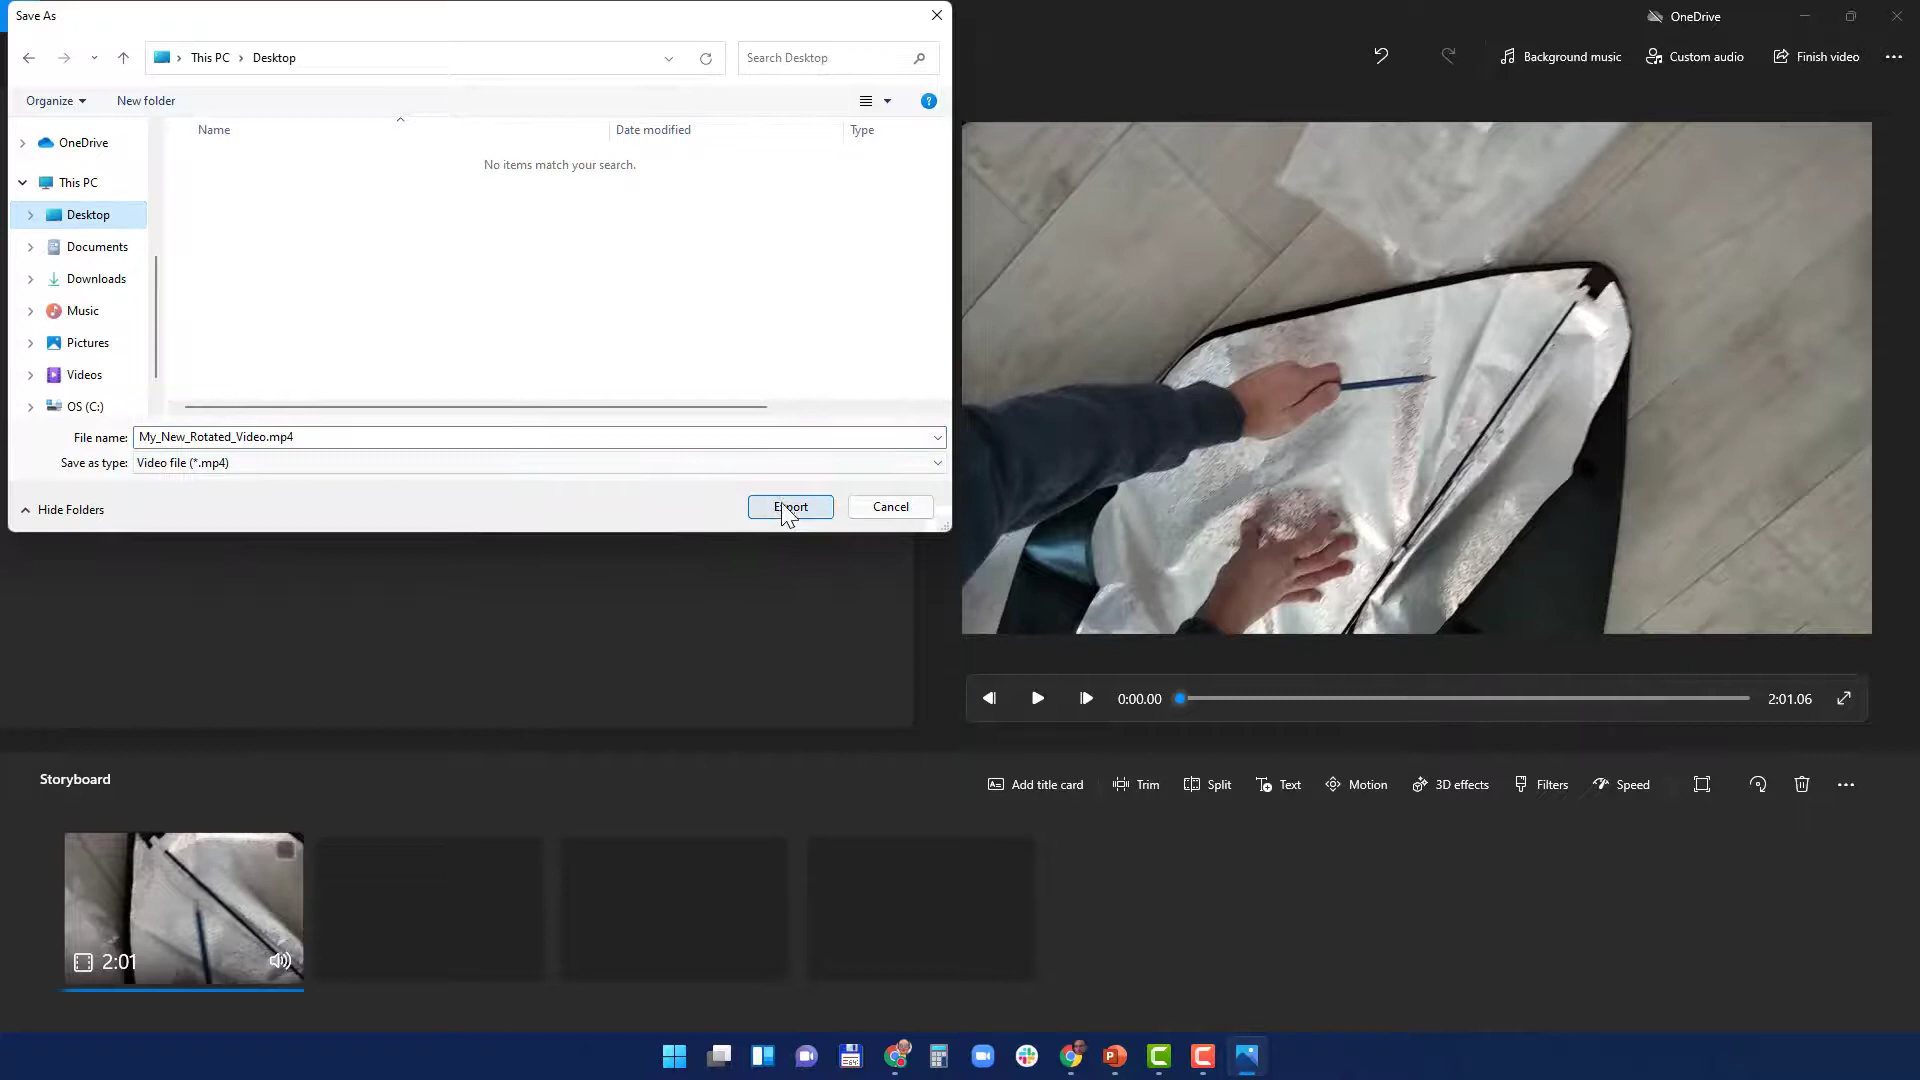 Save As
OneDrive
This PC
Desktop
Search Desktop
Background music
Custom audio
Finish video
Organize
New folder
Name
Date modified
Type
OneDrive
No items match your search.
This PC
Desktop
Documents
Downloads
Music
Pictures
Videos
OS (C:)
File name: My_New_Rotated_Video.mp4
Save as type: Video file (*.mp4)
Hide Folders
Export
Cancel
0:00.00
2:01.06
Storyboard
Add title card
Trim
Split
Text
Motion
3D effects
Filters
Speed
2:01